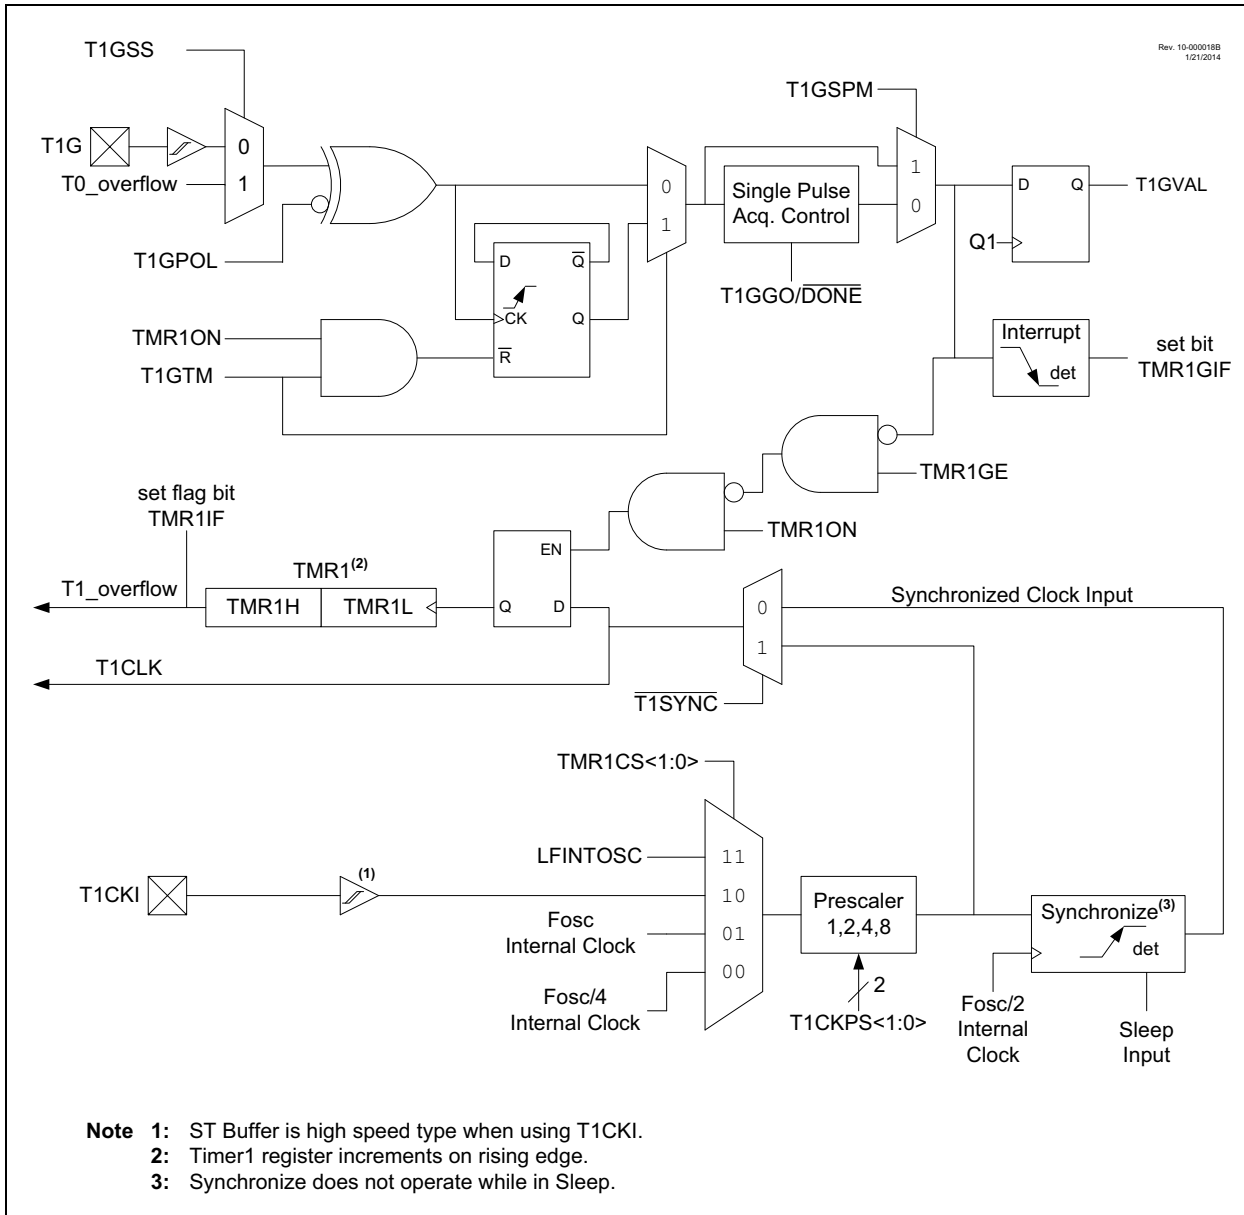 Rev. 10-000018B
1/21/2014
T1GSS
T1GSPM
T1G
0
1
T0_overflow
T1GPOL
0
1
Single Pulse
Acq. Control
1
0
D
Q
Q1
T1GVAL
D
Q
CK
Q
R
T1GGO/DONE
TMR1ON
T1GTM
Interrupt
det
set bit
TMR1GIF
TMR1GE
TMR1ON
set flag bit
TMR1IF
EN
Q
D
T1_overflow
TMR1(2)
TMR1H
TMR1L
Synchronized Clock Input
0
1
T1CLK
T1SYNC
TMR1CS<1:0>
LFINTOSC
T1CKI
(1)
Fosc
Internal Clock
Fosc/4
Internal Clock
11
10
01
00
Prescaler
1,2,4,8
2
T1CKPS<1:0>
Synchronize(3)
det
Fosc/2
Internal
Clock
Sleep
Input
Note 1: ST Buffer is high speed type when using T1CKI.
2: Timer1 register increments on rising edge.
3: Synchronize does not operate while in Sleep.